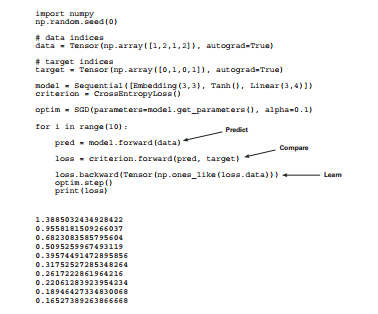 import numpy
np.random.seed(0)
# data indices
data = Tensor(np.array([1,2,1,2]), autograd=True)
# target indices
target = Tensor(np.array([0,1,0,1]), autograd=True)
model = Sequential([Embedding(3,3), Tanh(), Linear(3,4)])
criterion = CrossEntropyLoss()
optim = SGD(parameters=model.get_parameters(), alpha=0.1)
for i in range(10):
Predict
pred = model.forward(data)
Compare
loss = criterion.forward(pred, target)
loss.backward(Tensor(np.ones_like(loss.data))) Learn
optim.step()
print(loss)
1.3885032434928422
0.9558181509266037
0.6823083585795604
0.5095259967493119
0.39574491472895856
0.31752527285348264
0.2617222861964216
0.22061283923954234
0.18946427334830068
0.16527389263866668